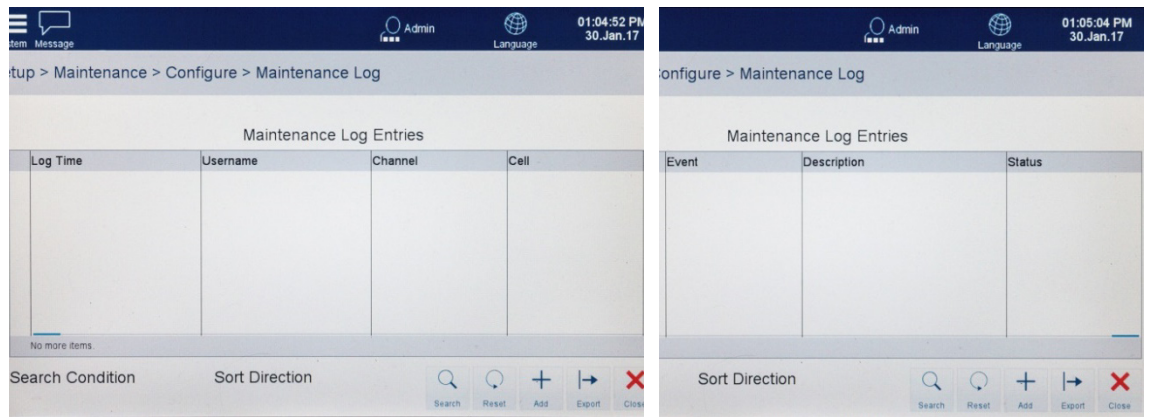 Admin
01:04:52 PM
tem Message
Language
30.Jan.17
tup > Maintenance > Configure > Maintenance Log
Maintenance Log Entries
Log Time Username Channel Cell
No more items.
Search Condition Sort Direction
Search Reset Add Export Close
Admin
01:05:04 PM
Language
30.Jan.17
onfigure > Maintenance Log
Maintenance Log Entries
Event Description Status
Sort Direction
Search Reset Add Export Close